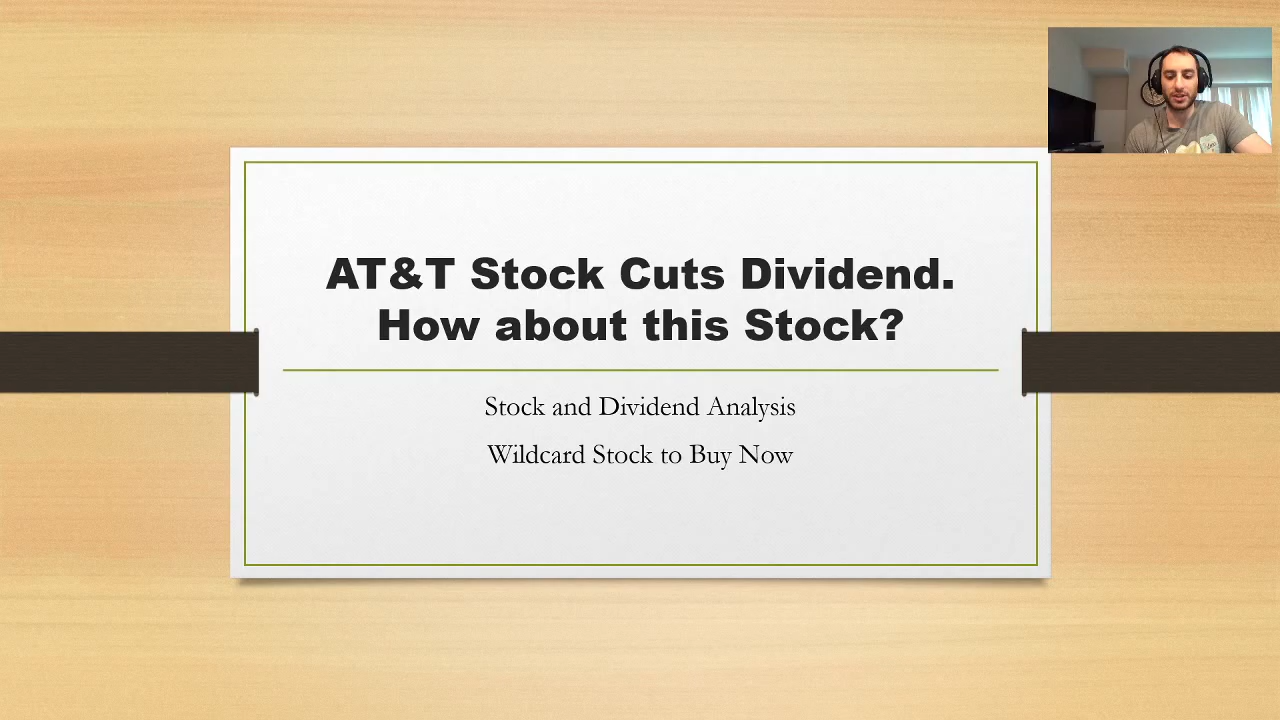 AT&T Stock Cuts Dividend.
How about this Stock?
Stock and Dividend Analysis
Wildcard Stock to Buy Now